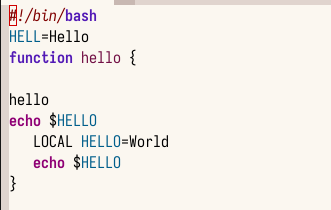 #!/bin/bash
HELL=Hello
function hello {
hello
echo $HELLO
LOCAL HELLO=World
echo $HELLO
}